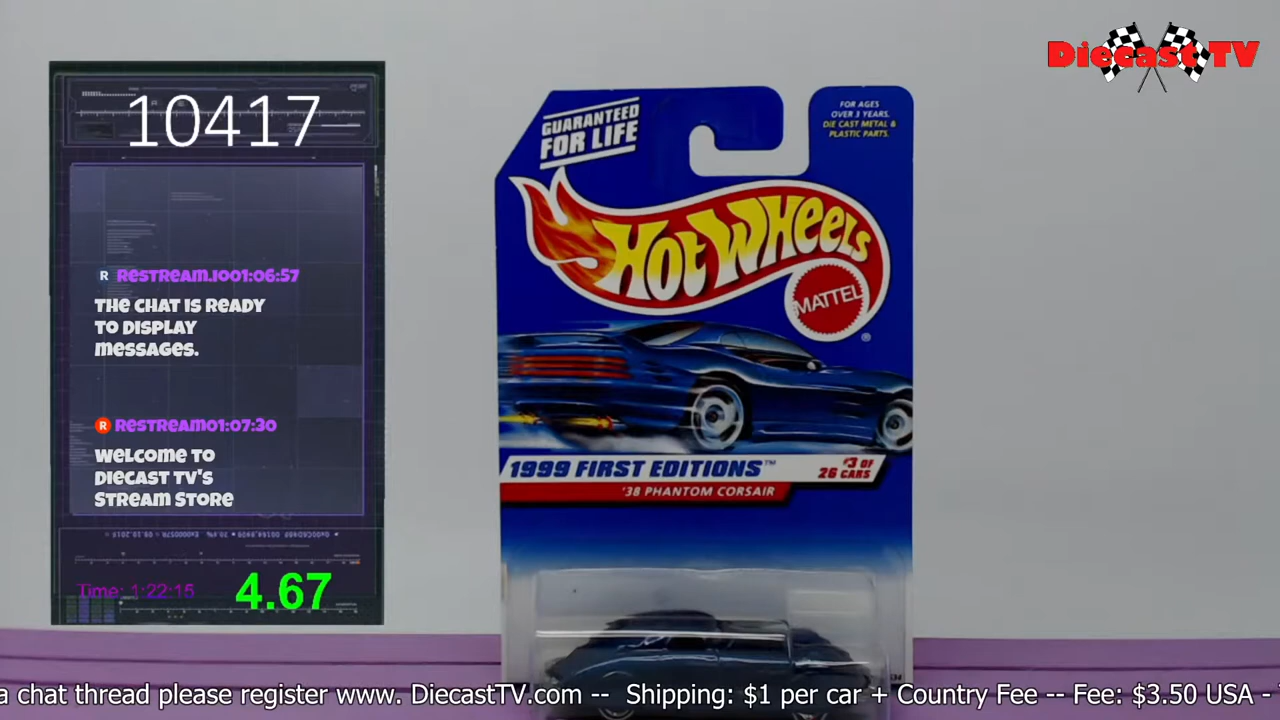 10417
Restream.io01:06:57
The chat is ready
to display
messages.
Restream01:07:30
Welcome to
Diecast TV's
Stream Store
Time: 1:22:15
4.67
Diecast TV
GUARANTEED
FOR LIFE
FOR AGES
OVER 3 YEARS.
DIE CAST METAL &
PLASTIC PARTS.
HOT WHEELS
MATTEL
®
1999 FIRST EDITIONS™
#3 OF
26 CARS
'38 PHANTOM CORSAIR
a chat thread please register www. DiecastTV.com -- Shipping: $1 per car + Country Fee -- Fee: $3.50 USA -